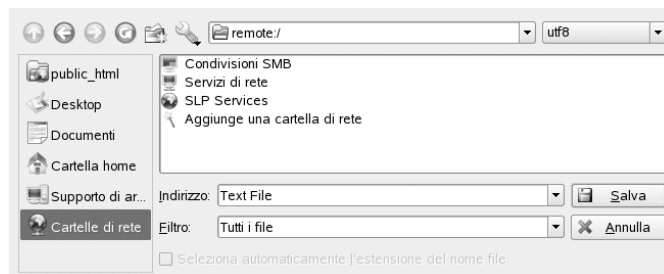 remote:/
utf8
public_html
Desktop
Documenti
Cartella home
Supporto di ar...
Cartelle di rete
Condivisioni SMB
Servizi di rete
SLP Services
Aggiunge una cartella di rete
Indirizzo: Text File
Salva
Filtro: Tutti i file
Annulla
Seleziona automaticamente l'estensione del nome file